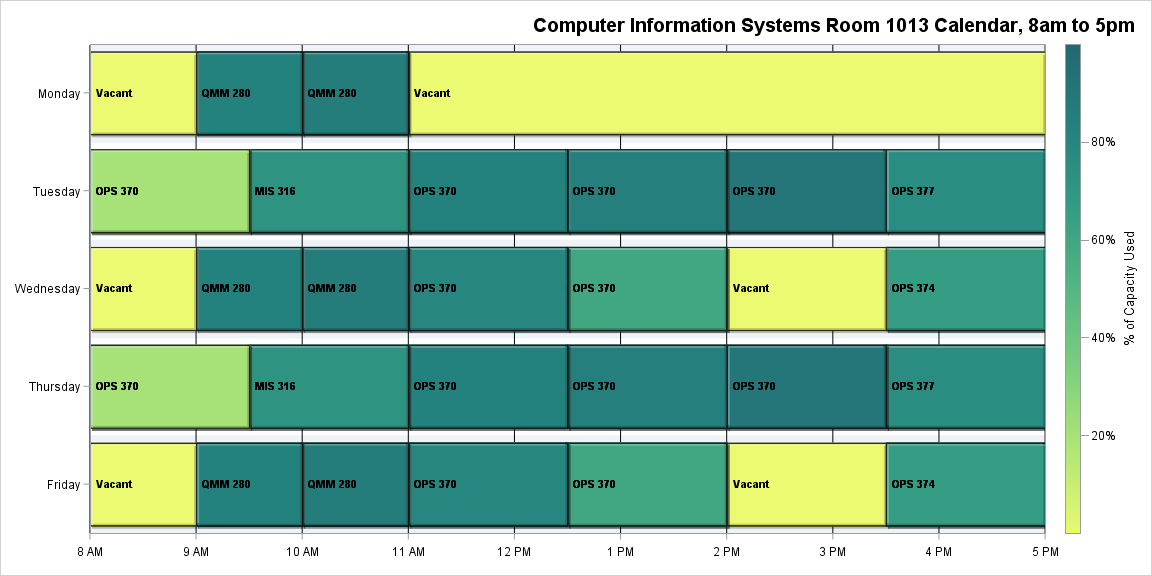 Computer Information Systems Room 1013 Calendar, 8am to 5pm
Monday Vacant QMM 280 QMM 280 Vacant
Tuesday OPS 370 MIS 316 OPS 370 OPS 370 OPS 370 OPS 377
Wednesday Vacant QMM 280 QMM 280 OPS 370 OPS 370 Vacant OPS 374
Thursday OPS 370 MIS 316 OPS 370 OPS 370 OPS 370 OPS 377
Friday Vacant QMM 280 QMM 280 OPS 370 OPS 370 Vacant OPS 374
8 AM 9 AM 10 AM 11 AM 12 PM 1 PM 2 PM 3 PM 4 PM 5 PM
80%
60%
40%
20%
% of Capacity Used